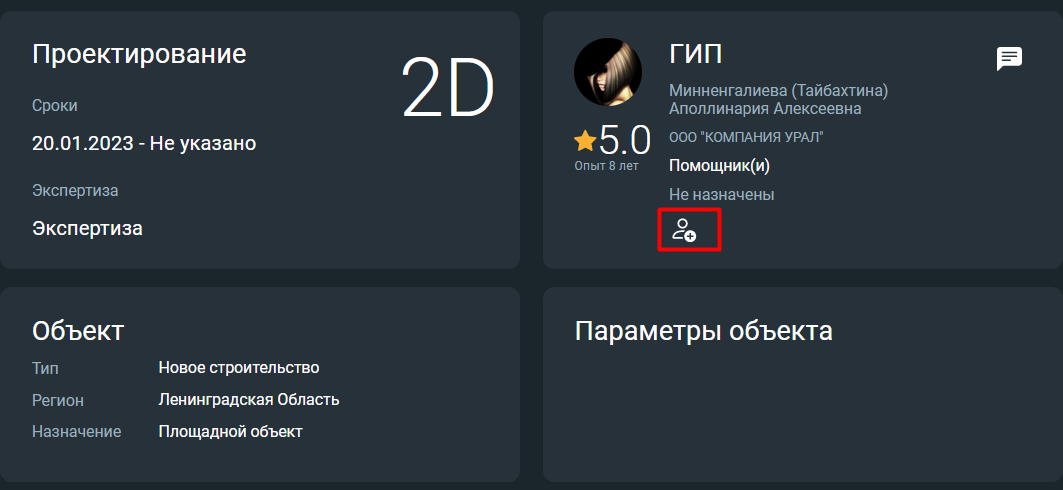 Проектирование
2D
Сроки
20.01.2023 - Не указано
Экспертиза
Экспертиза
ГИП
Минненгалиева (Тайбахтина)
Аполлинария Алексеевна
5.0
Опыт 8 лет
ООО "КОМПАНИЯ УРАЛ"
Помощник(и)
Не назначены
Объект
Тип Новое строительство
Регион Ленинградская Область
Назначение Площадной объект
Параметры объекта